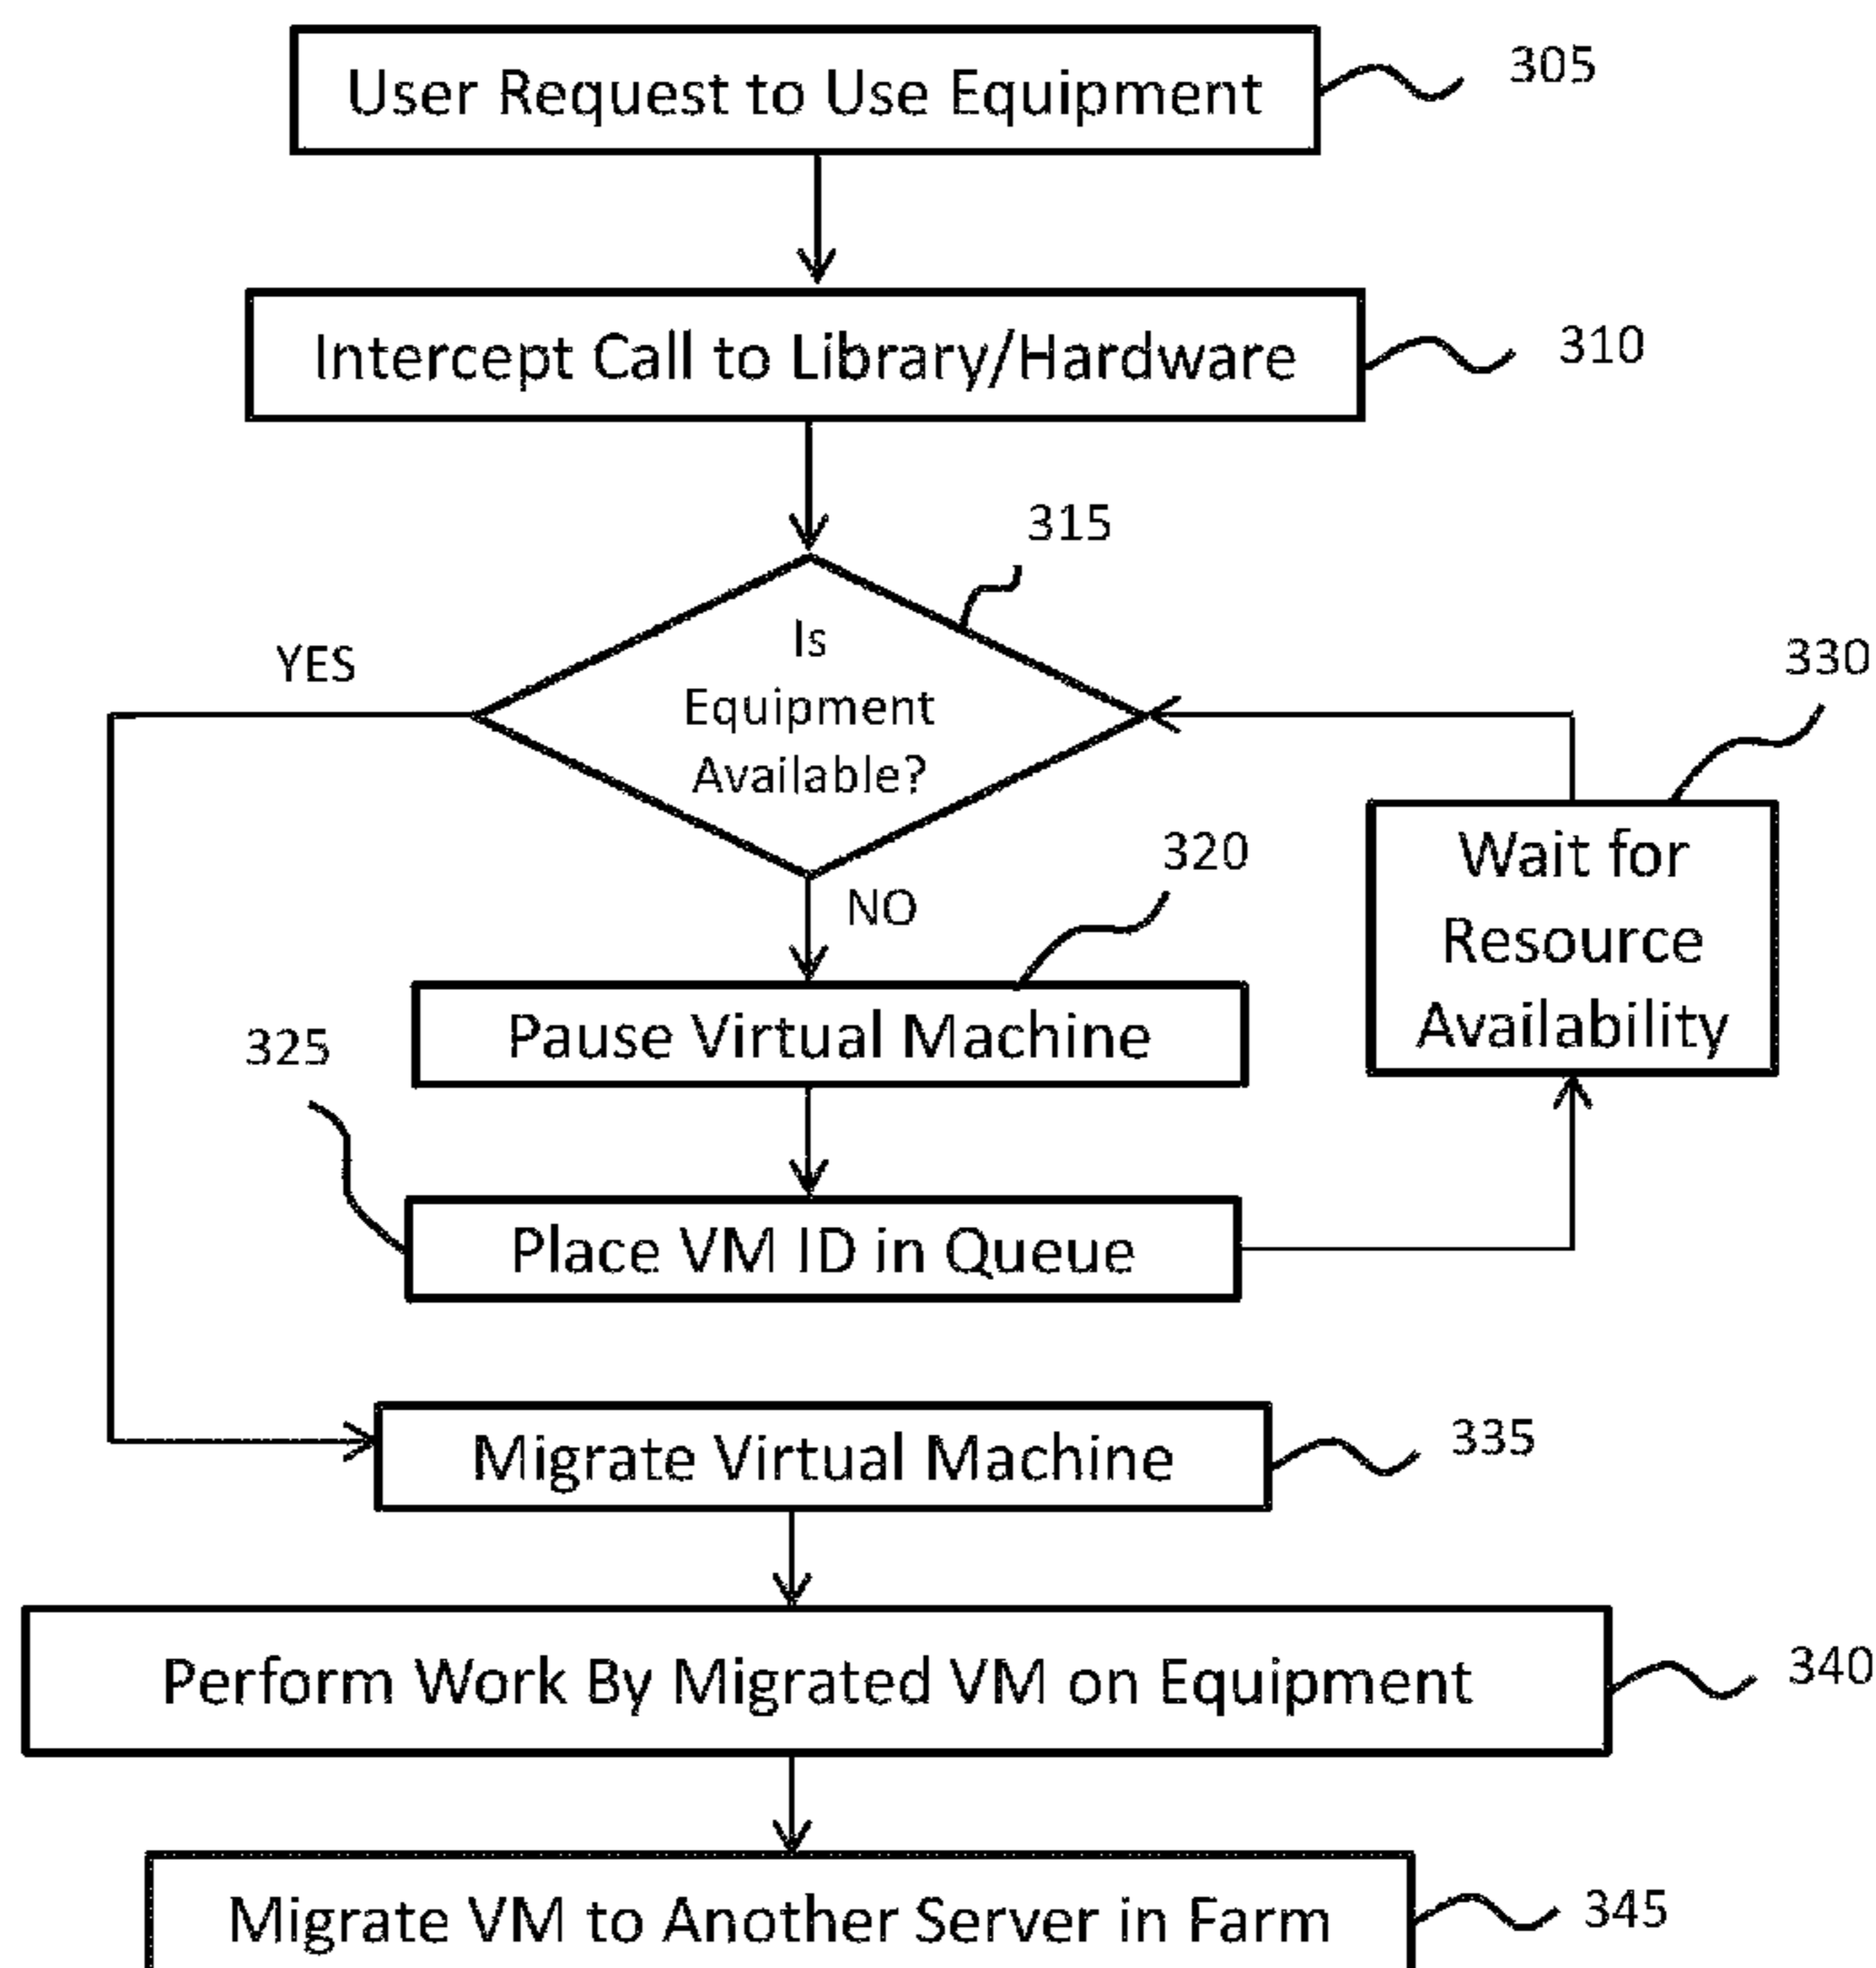 User Request to Use Equipment
305
Intercept Call to Library/Hardware
310
315
Is
Equipment
Available?
YES
330
Wait for
Resource
Availability
NO
320
Pause Virtual Machine
325
Place VM ID in Queue
Migrate Virtual Machine
335
Perform Work By Migrated VM on Equipment
340
Migrate VM to Another Server in Farm
345